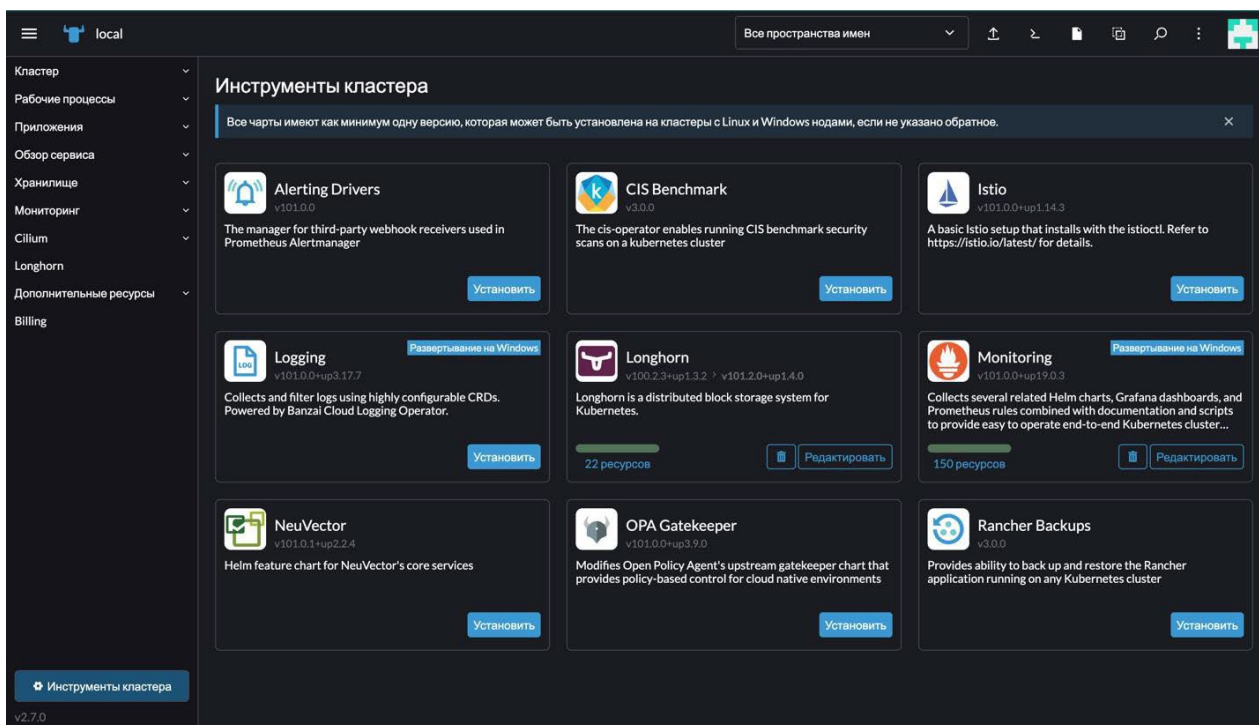 local
Все пространства имен
Кластер
Рабочие процессы
Приложения
Обзор сервиса
Хранилище
Мониторинг
Cilium
Longhorn
Дополнительные ресурсы
Billing
Инструменты кластера
v2.7.0
Инструменты кластера
Все чарты имеют как минимум одну версию, которая может быть установлена на кластеры с Linux и Windows нодами, если не указано обратное.
Alerting Drivers
v101.0.0
The manager for third-party webhook receivers used in
Prometheus Alertmanager
Установить
CIS Benchmark
v3.0.0
The cis-operator enables running CIS benchmark security
scans on a kubernetes cluster
Установить
Istio
v101.0.0+up1.14.3
A basic Istio setup that installs with the istioctl. Refer to
https://istio.io/latest/ for details.
Установить
Развертывание на Windows
LOG
Logging
v101.0.0+up3.17.7
Collects and filter logs using highly configurable CRDs.
Powered by Banzai Cloud Logging Operator.
Установить
Longhorn
v100.2.3+up1.3.2 > v101.2.0+up1.4.0
Longhorn is a distributed block storage system for
Kubernetes.
22 ресурсов
Редактировать
Развертывание на Windows
Monitoring
v101.0.0+up19.0.3
Collects several related Helm charts, Grafana dashboards, and
Prometheus rules combined with documentation and scripts
to provide easy to operate end-to-end Kubernetes cluster...
150 ресурсов
Редактировать
NeuVector
v101.0.1+up2.2.4
Helm feature chart for NeuVector's core services
Установить
OPA Gatekeeper
v101.0.0+up3.9.0
Modifies Open Policy Agent's upstream gatekeeper chart that
provides policy-based control for cloud native environments
Установить
Rancher Backups
v3.0.0
Provides ability to back up and restore the Rancher
application running on any Kubernetes cluster
Установить